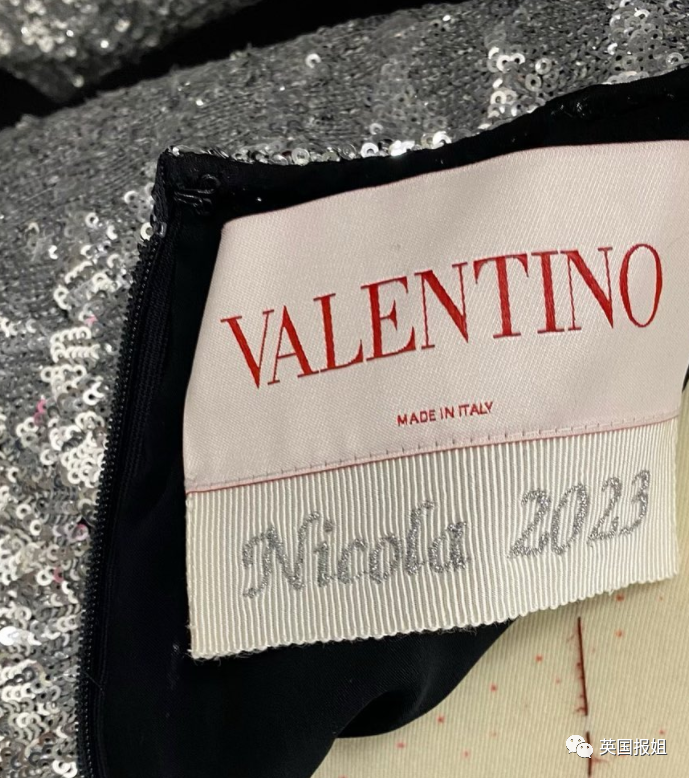 VALENTINO
MADE IN ITALY
Nicola 2023
英国报姐